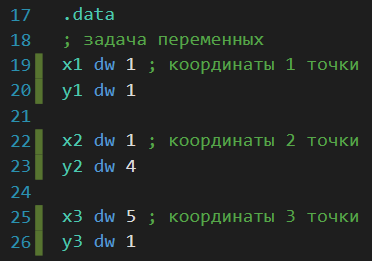 17 .data
18 ; задача переменных
19 x1 dw 1 ; координаты 1 точки
20 y1 dw 1
21
22 x2 dw 1 ; координаты 2 точки
23 y2 dw 4
24
25 x3 dw 5 ; координаты 3 точки
26 y3 dw 1